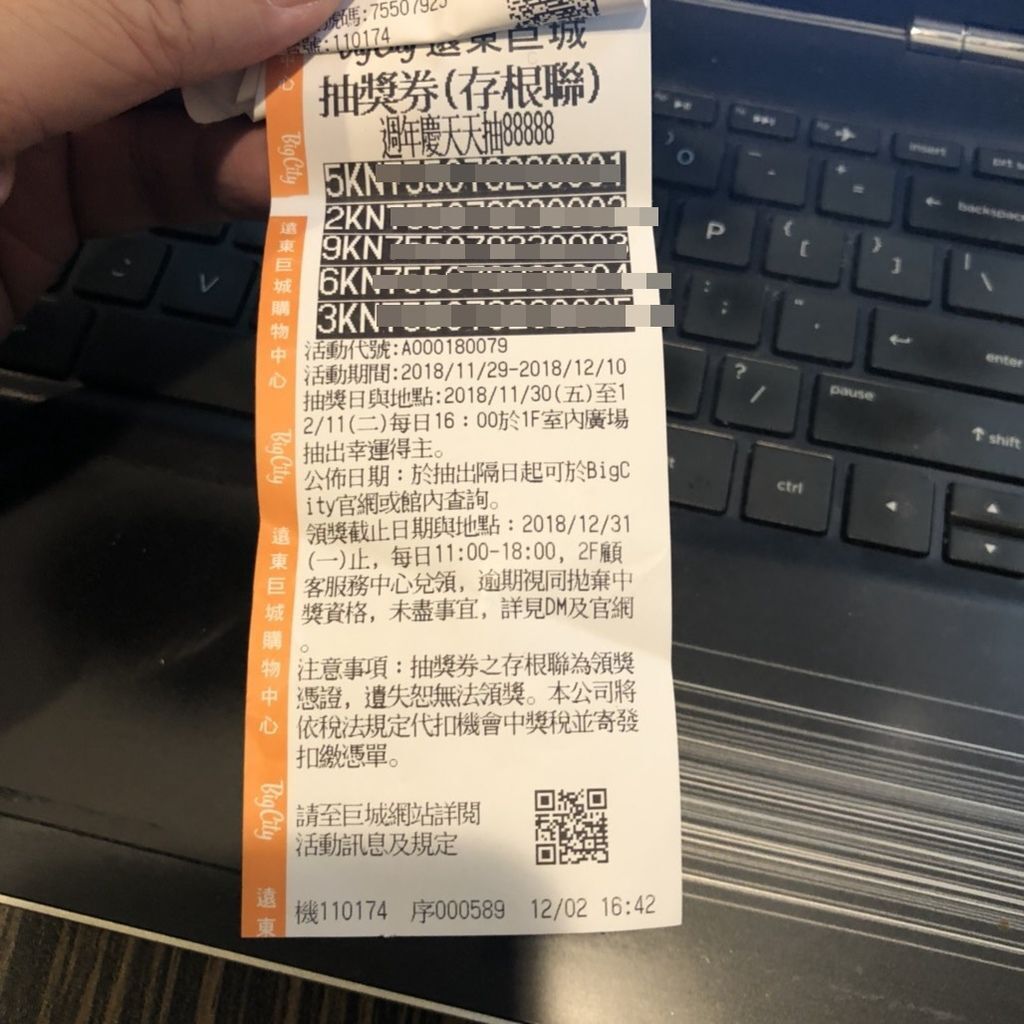 號碼:75507923
號:110174
BigCity 遠東巨城
抽獎券(存根聯)
週年慶天天抽88888
5KN
2KN
9KN
6KN
3KN
活動代號:A000180079
活動期間:2018/11/29-2018/12/10
抽獎日與地點:2018/11/30(五)至1
2/11(二)每日16：00於1F室內廣場
抽出幸運得主。
公佈日期：於抽出隔日起可於BigC
ity官網或館內查詢。
領獎截止日期與地點：2018/12/31
(一)止, 每日11:00-18:00, 2F顧
客服務中心兌領, 逾期視同拋棄中
獎資格, 未盡事宜, 詳見DM及官網
。
注意事項：抽獎券之存根聯為領獎
憑證, 遺失恕無法領獎。本公司將
依稅法規定代扣機會中獎稅並寄發
扣繳憑單。
請至巨城網站詳閱
活動訊息及規定
機110174 序000589 12/02 16:42
中心
BigCity
遠東巨城購物中心
BigCity
遠東巨城購物中心
BigCity
遠東
insert
prt s
backspace
P
{ [
} ]
| \
: ;
" '
enter
V
? /
pause
shift
ctrl